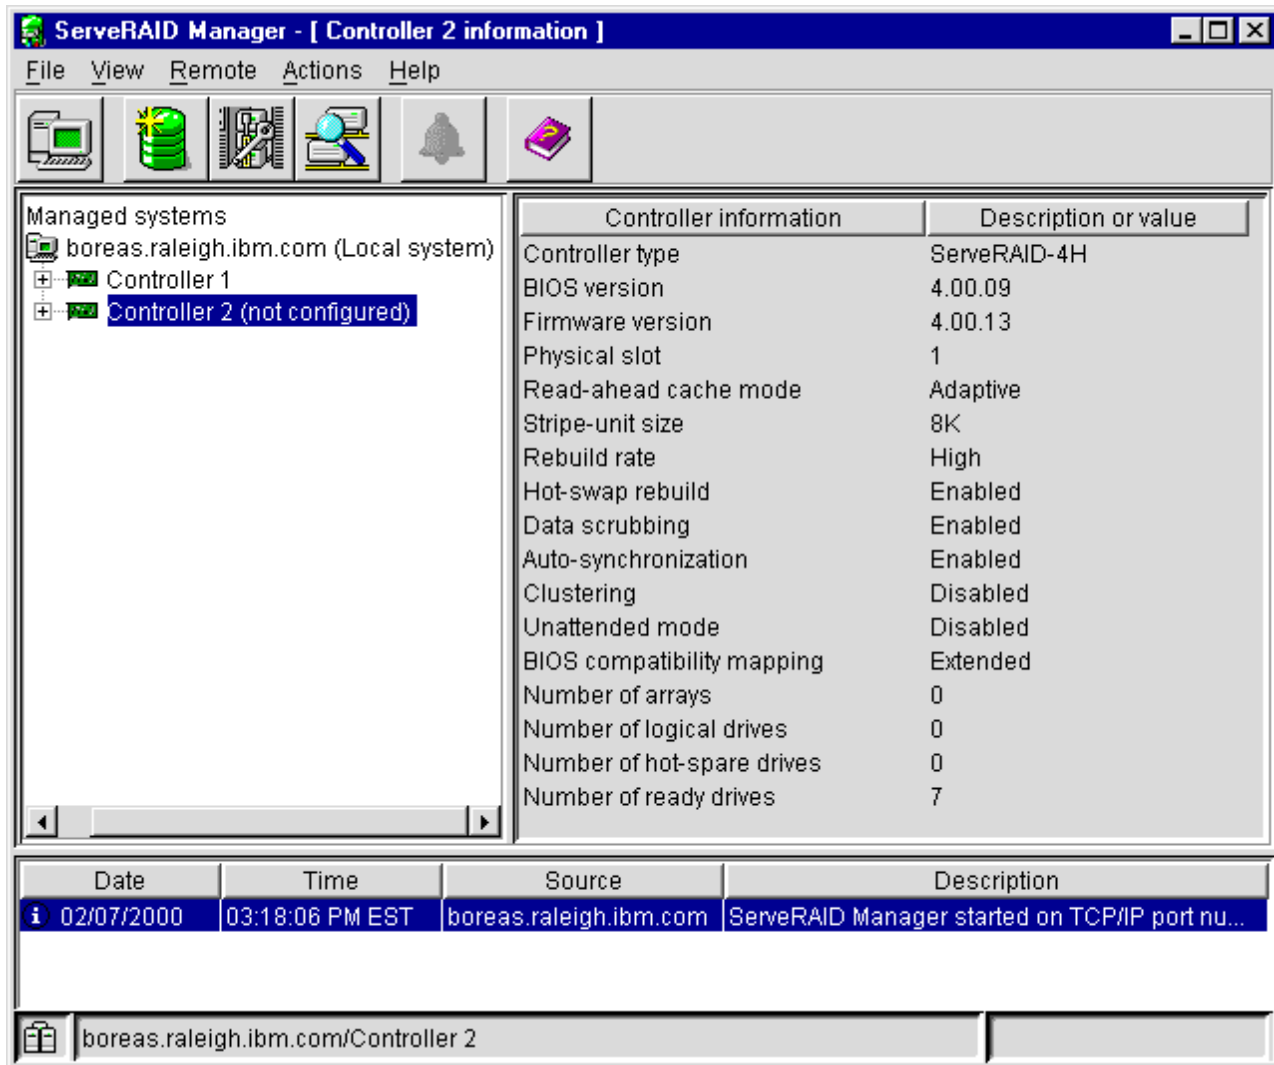 ServeRAID Manager - [ Controller 2 information ]
File View Remote Actions Help
Managed systems
boreas.raleigh.ibm.com (Local system)
Controller 1
Controller 2 (not configured)
Controller information Description or value
Controller type ServeRAID-4H
BIOS version 4.00.09
Firmware version 4.00.13
Physical slot 1
Read-ahead cache mode Adaptive
Stripe-unit size 8K
Rebuild rate High
Hot-swap rebuild Enabled
Data scrubbing Enabled
Auto-synchronization Enabled
Clustering Disabled
Unattended mode Disabled
BIOS compatibility mapping Extended
Number of arrays 0
Number of logical drives 0
Number of hot-spare drives 0
Number of ready drives 7
Date Time Source Description
02/07/2000 03:18:06 PM EST boreas.raleigh.ibm.com ServeRAID Manager started on TCP/IP port nu...
boreas.raleigh.ibm.com/Controller 2